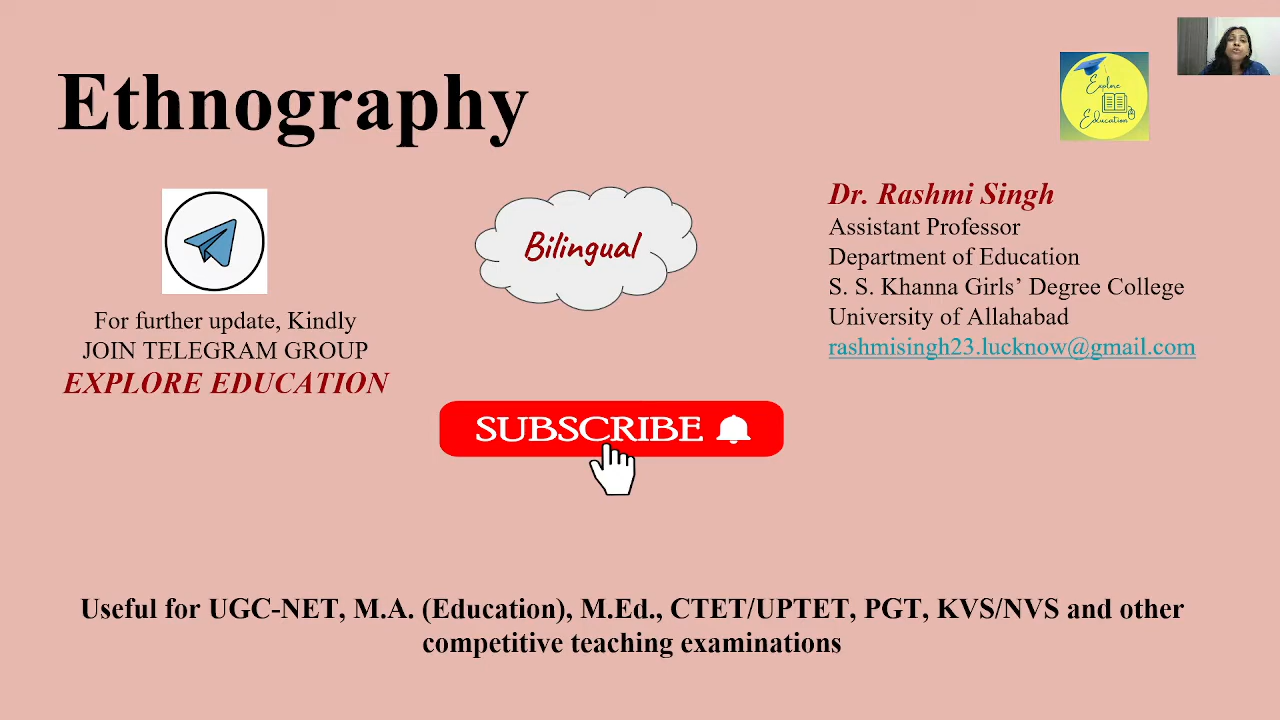 Ethnography
Explore
Education
For further update, Kindly
JOIN TELEGRAM GROUP
EXPLORE EDUCATION
Bilingual
Dr. Rashmi Singh
Assistant Professor
Department of Education
S. S. Khanna Girls’ Degree College
University of Allahabad
rashmisingh23.lucknow@gmail.com
SUBSCRIBE
Useful for UGC-NET, M.A. (Education), M.Ed., CTET/UPTET, PGT, KVS/NVS and other
competitive teaching examinations